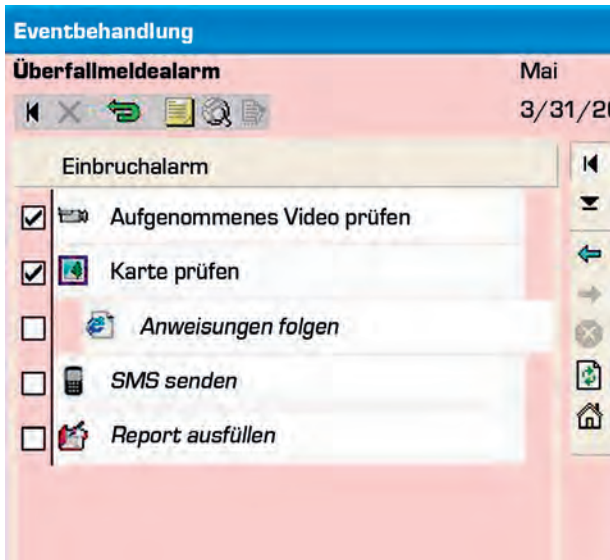 Eventbehandlung
Überfallmeldealarm Mai
3/31/20
Einbruchalarm
Aufgenommenes Video prüfen
Karte prüfen
Anweisungen folgen
SMS senden
Report ausfüllen